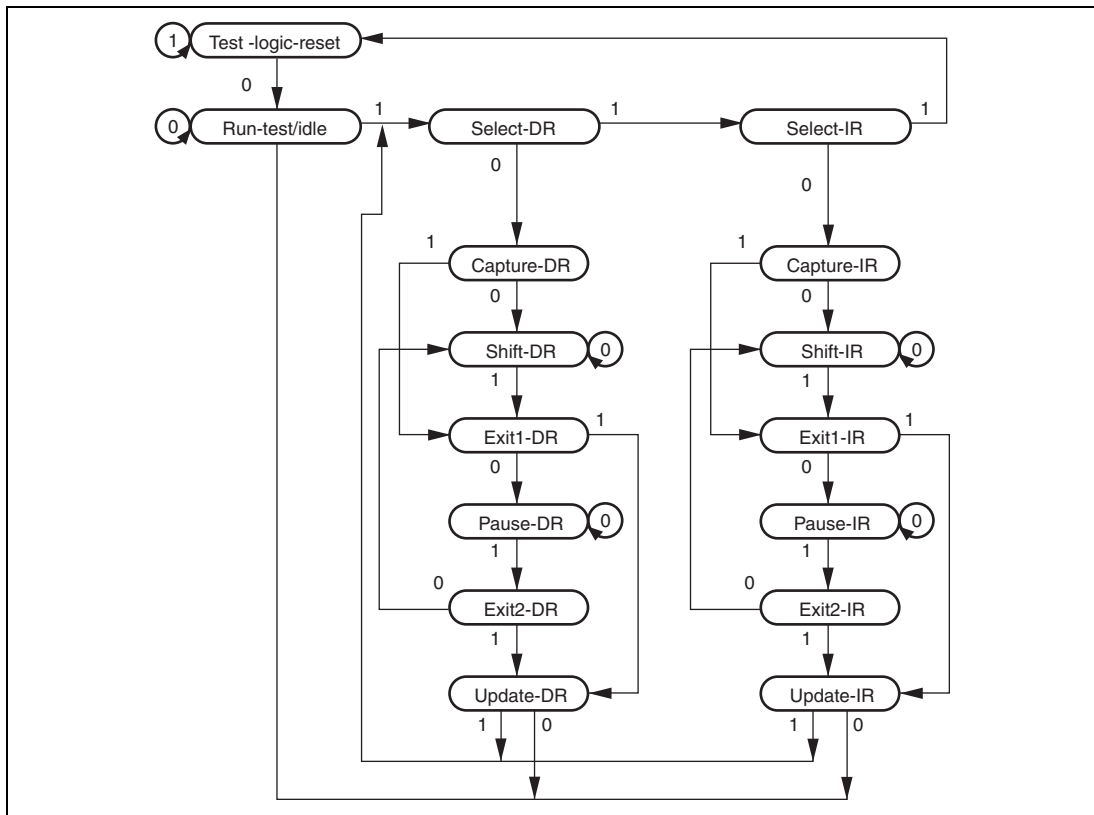 1 Test -logic-reset
0
0 Run-test/idle 1 Select-DR 1 Select-IR 1
0 0
1 1
Capture-DR Capture-IR
0 0
Shift-DR 0 Shift-IR 0
1 1
Exit1-DR 1 Exit1-IR 1
0 0
Pause-DR 0 Pause-IR 0
1 1
0 0
Exit2-DR Exit2-IR
1 1
Update-DR Update-IR
1 0 1 0